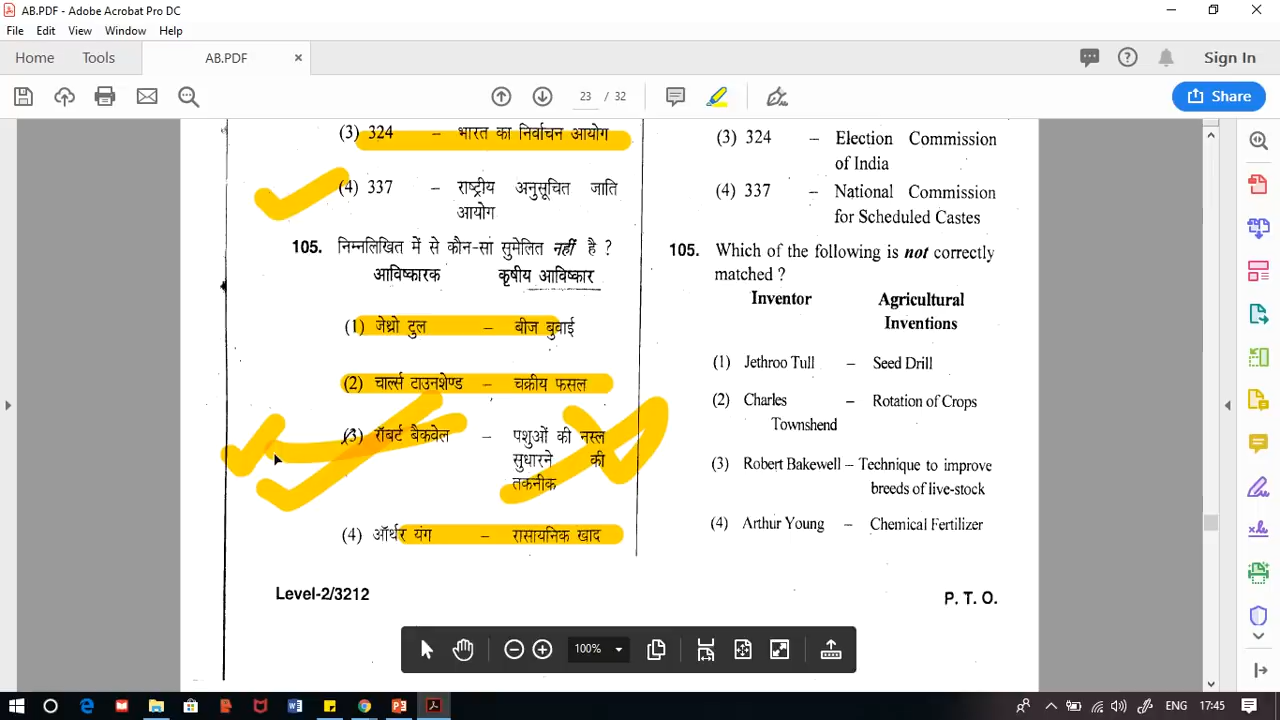 AB.PDF - Adobe Acrobat Pro DC
File Edit View Window Help
Home Tools AB.PDF × Sign In
23 / 32 Share
(3) 324 – भारत का निर्वाचन आयोग
(4) 337 – राष्ट्रीय अनुसूचित जाति
आयोग
105. निम्नलिखित में से कौन-सा सुमेलित नहीं है ?
आविष्कारक कृषीय आविष्कार
(1) जेथ्रो टुल – बीज बुवाई
(2) चार्ल्स टाउनशेण्ड – चक्रीय फसल
(3) रॉबर्ट बैकवेल – पशुओं की नस्ल
सुधारने की
तकनीक
(4) ऑर्थर यंग – रासायनिक खाद
Level-2/3212
(3) 324 – Election Commission
of India
(4) 337 – National Commission
for Scheduled Castes
105. Which of the following is not correctly
matched ?
Inventor Agricultural
Inventions
(1) Jethroo Tull – Seed Drill
(2) Charles – Rotation of Crops
Townshend
(3) Robert Bakewell – Technique to improve
breeds of live-stock
(4) Arthur Young – Chemical Fertilizer
P. T. O.
100%
ENG 17:45